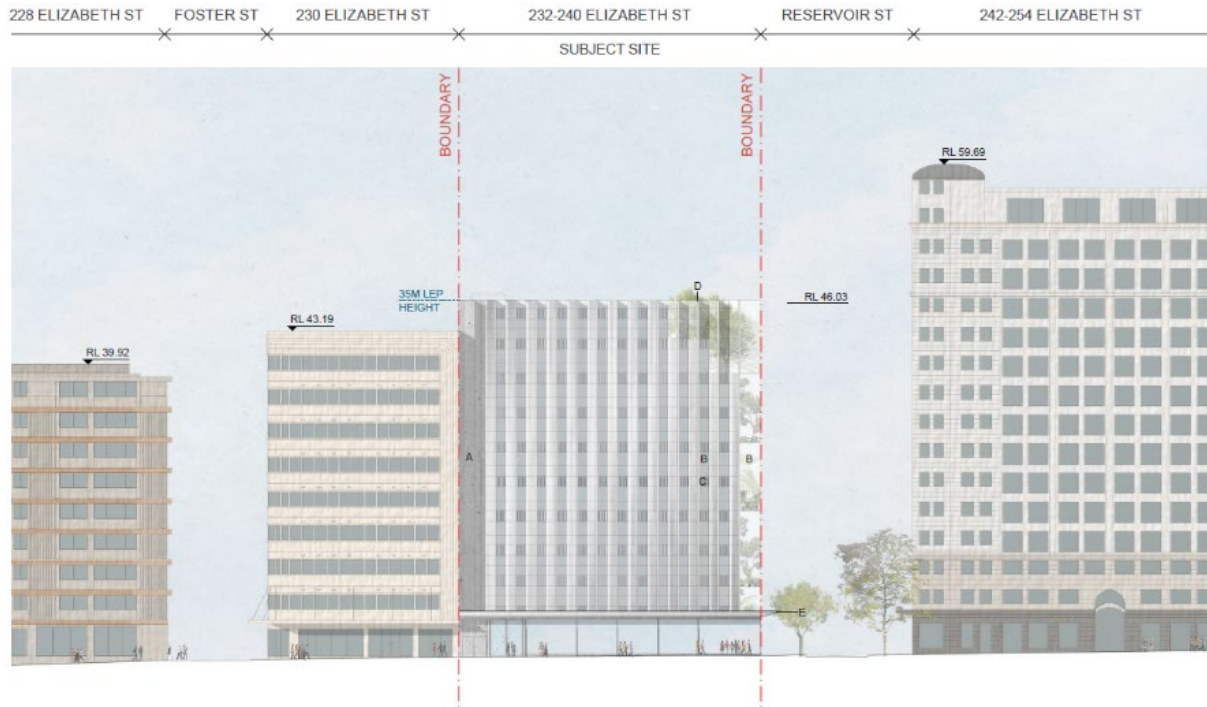 228 ELIZABETH ST
FOSTER ST
230 ELIZABETH ST
232-240 ELIZABETH ST
RESERVOIR ST
242-254 ELIZABETH ST
SUBJECT SITE
BOUNDARY
BOUNDARY
RL 59.69
D
35M LEP
HEIGHT
RL 46.03
RL 43.19
RL 39.92
A
B
B
C
E